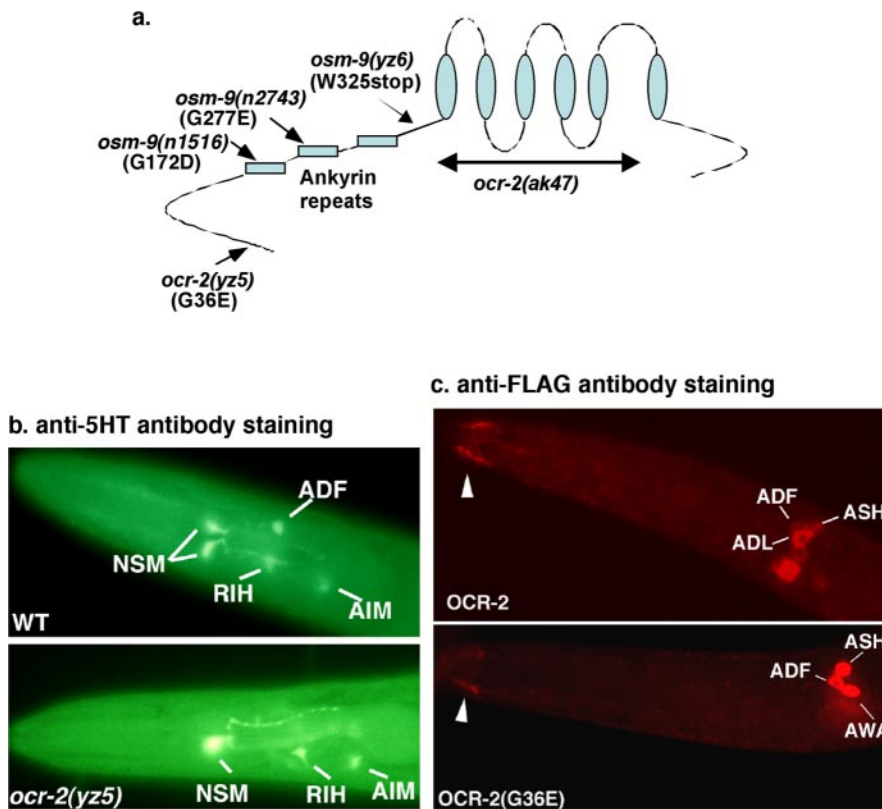 a.
osm-9(yz6)
(W325stop)
osm-9(n2743)
(G277E)
osm-9(n1516)
(G172D)
Ankyrin
repeats
ocr-2(ak47)
ocr-2(yz5)
(G36E)
b. anti-5HT antibody staining
ADF
NSM
RIH
AIM
WT
NSM
RIH
AIM
ocr-2(yz5)
c. anti-FLAG antibody staining
ADF
ASH
ADL
OCR-2
ASH
ADF
AWA
OCR-2(G36E)